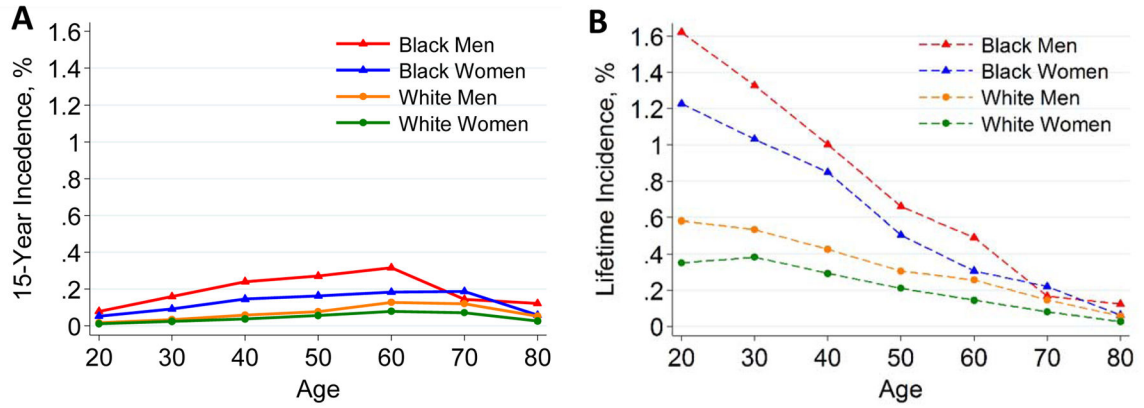 A
15-Year Incedence, %
1.6
1.4
1.2
1
.8
.6
.4
.2
0
Black Men
Black Women
White Men
White Women
20 30 40 50 60 70 80
Age
B
Lifetime Incidence, %
1.6
1.4
1.2
1
.8
.6
.4
.2
0
Black Men
Black Women
White Men
White Women
20 30 40 50 60 70 80
Age